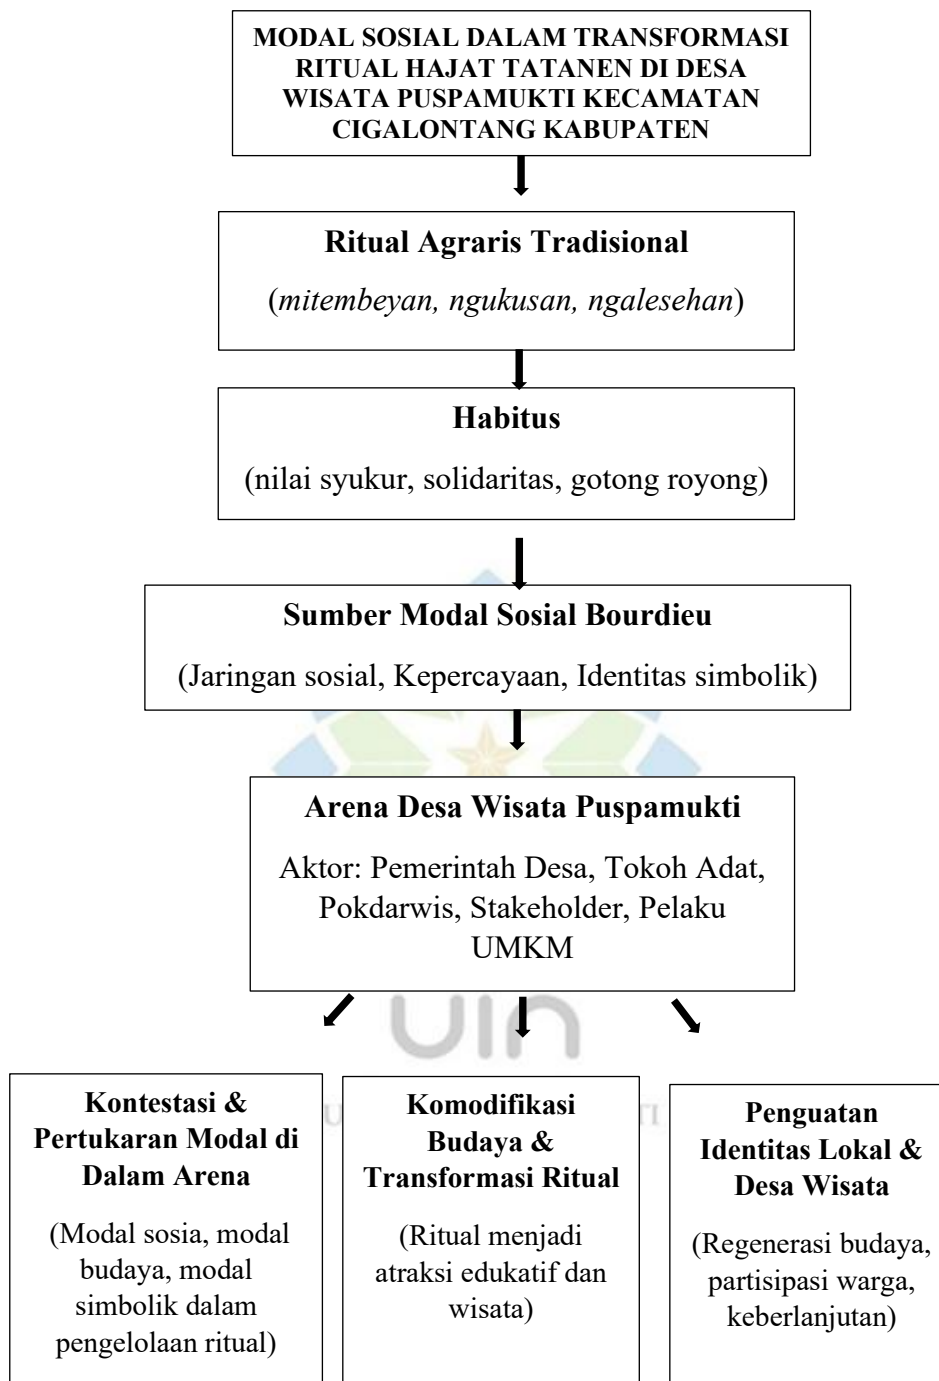 MODAL SOSIAL DALAM TRANSFORMASI
RITUAL HAJAT TATANEN DI DESA
WISATA PUSPAMUKTI KECAMATAN
CIGALONTANG KABUPATEN
Ritual Agraris Tradisional
(mitembeyan, ngukusan, ngalesehan)
Habitus
(nilai syukur, solidaritas, gotong royong)
Sumber Modal Sosial Bourdieu
(Jaringan sosial, Kepercayaan, Identitas simbolik)
Arena Desa Wisata Puspamukti
Aktor: Pemerintah Desa, Tokoh Adat,
Pokdarwis, Stakeholder, Pelaku
UMKM
uin
Kontestasi &
Pertukaran Modal di
Dalam Arena
(Modal sosia, modal
budaya, modal
simbolik dalam
pengelolaan ritual)
Komodifikasi
Budaya &
Transformasi Ritual
(Ritual menjadi
atraksi edukatif dan
wisata)
Penguatan
Identitas Lokal &
Desa Wisata
(Regenerasi budaya,
partisipasi warga,
keberlanjutan)